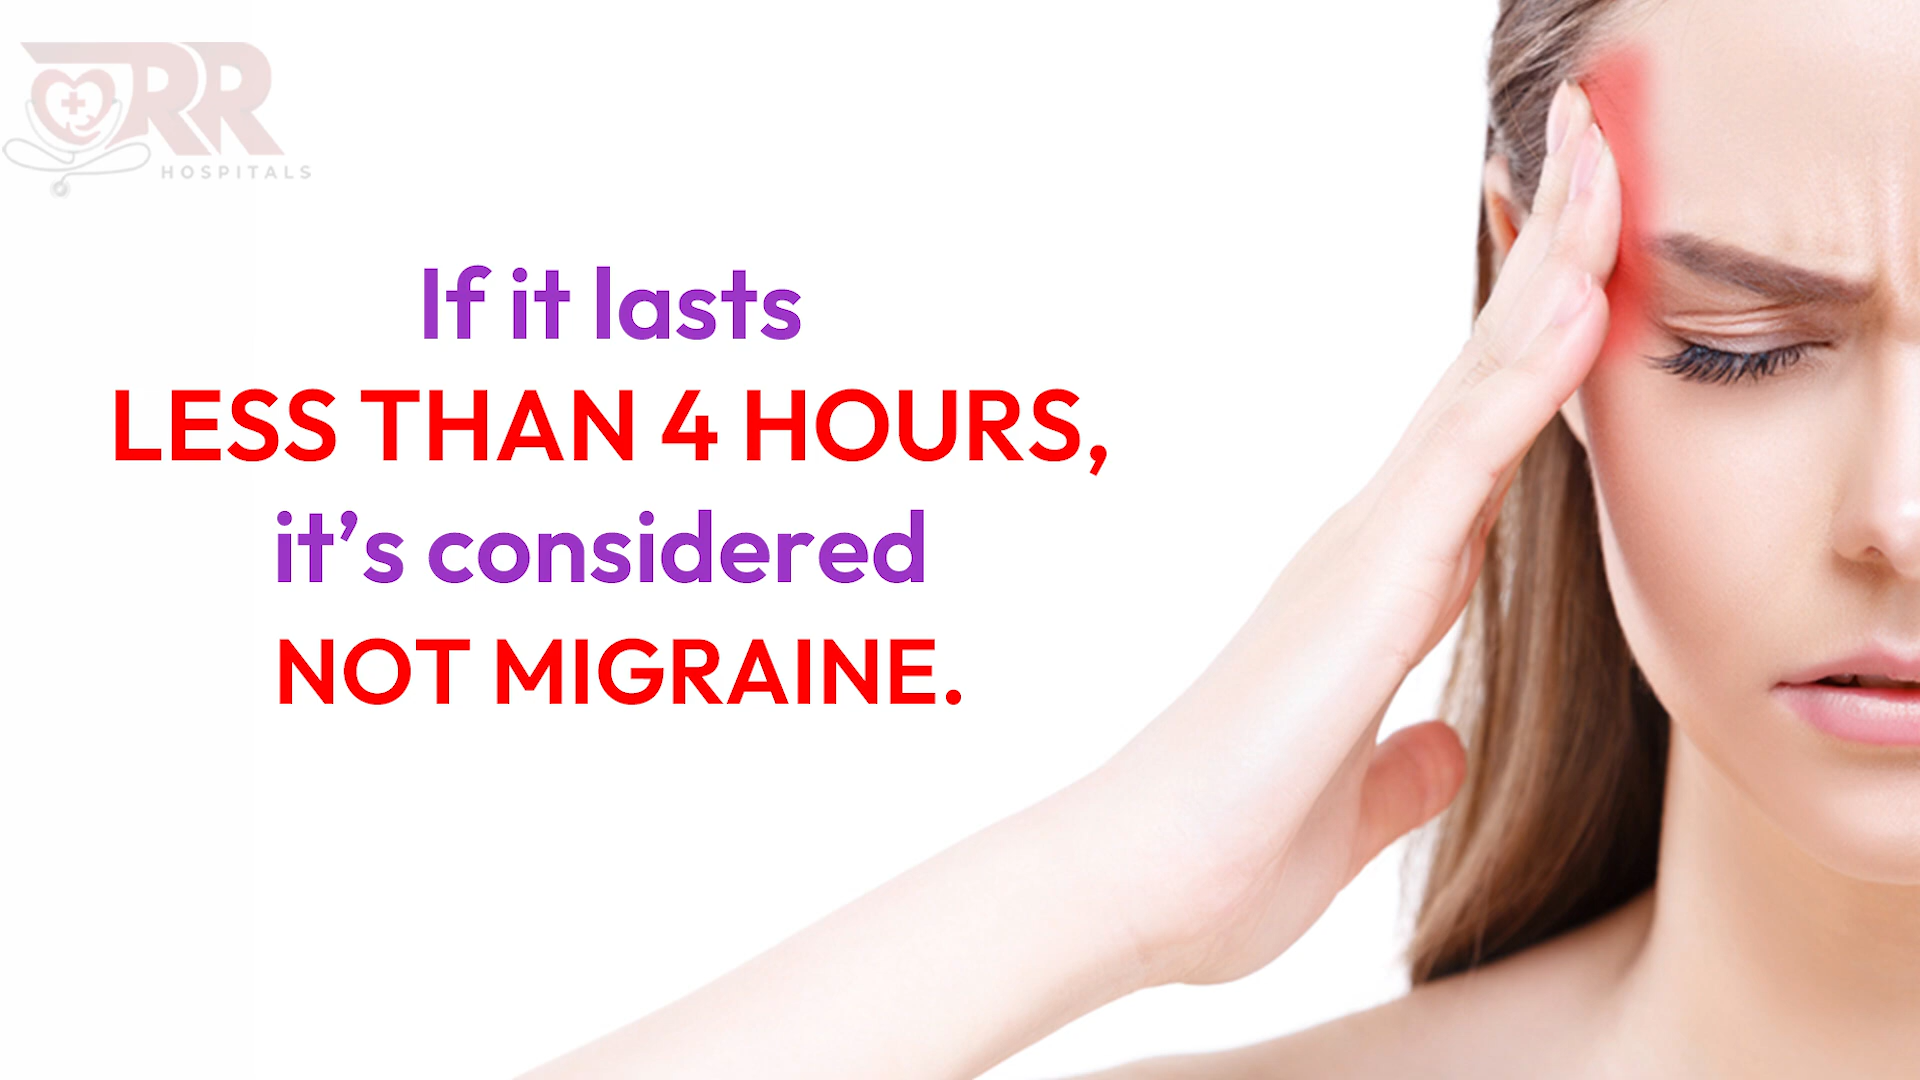 RR
HOSPITALS
If it lasts
LESS THAN 4 HOURS,
it's considered
NOT MIGRAINE.